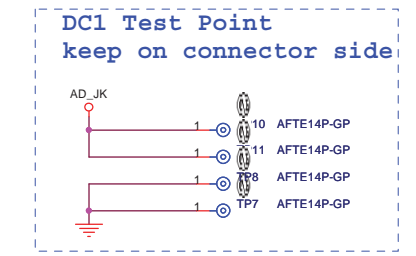 DC1 Test Point
keep on connector side
AD_JK
1 10 AFTE14P-GP
1 11 AFTE14P-GP
1 TP8 AFTE14P-GP
1 TP7 AFTE14P-GP